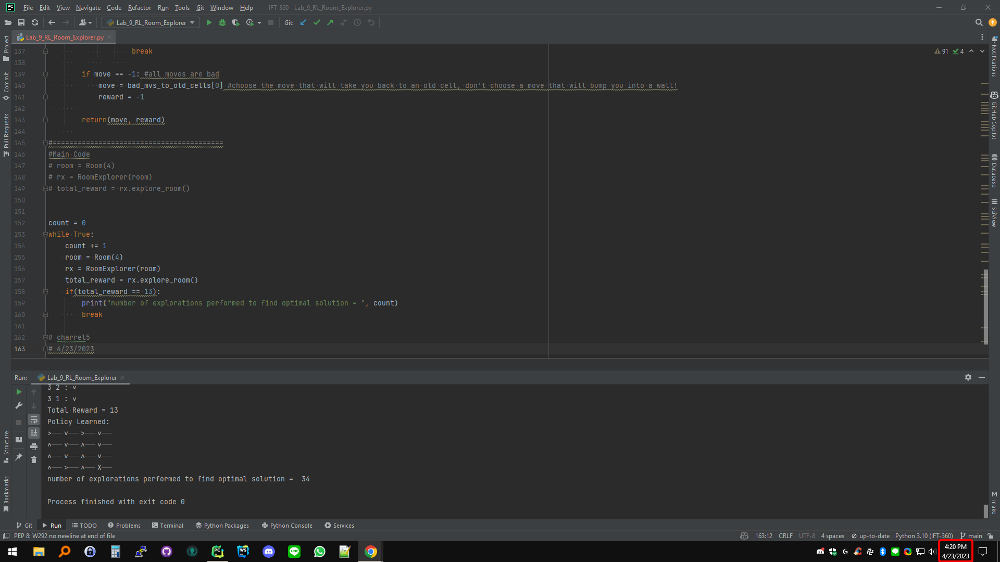 File Edit View Navigate Code Refactor Run Tools Git Window Help IFT-360 - Lab_9_RL_Room_Explorer.py
Lab_9_RL_Room_Explorer Git:
Lab_9_RL_Room_Explorer.py
91 4
137 break
138
139 if move == -1: #all moves are bad
140 move = bad_mvs_to_old_cells[0] #choose the move that will take you back to an old cell, don't choose a move that will bump you into a wall!
141 reward = -1
142
143 return(move, reward)
144
145 #=========================================
146 #Main Code
147 # room = Room(4)
148 # rx = RoomExplorer(room)
149 # total_reward = rx.explore_room()
150
151
152 count = 0
153 while True:
154 count += 1
155 room = Room(4)
156 rx = RoomExplorer(room)
157 total_reward = rx.explore_room()
158 if(total_reward == 13):
159 print("number of explorations performed to find optimal solution = ", count)
160 break
161
162 # charrel5
163 # 4/23/2023
Project
Commit
Pull Requests
Structure
Bookmarks
Notifications
GitHub Copilot
Database
SciView
make
Run: Lab_9_RL_Room_Explorer
3 2 : v
3 1 : v
Total Reward = 13
Policy Learned:
> v > v
^ v ^ v
^ v ^ v
^ > ^ X
number of explorations performed to find optimal solution =  34
Process finished with exit code 0
Git Run TODO Problems Terminal Python Packages Python Console Services
PEP 8: W292 no newline at end of file 163:12 CRLF UTF-8 4 spaces up-to-date Python 3.10 (IFT-360) main
4:20 PM
4/23/2023